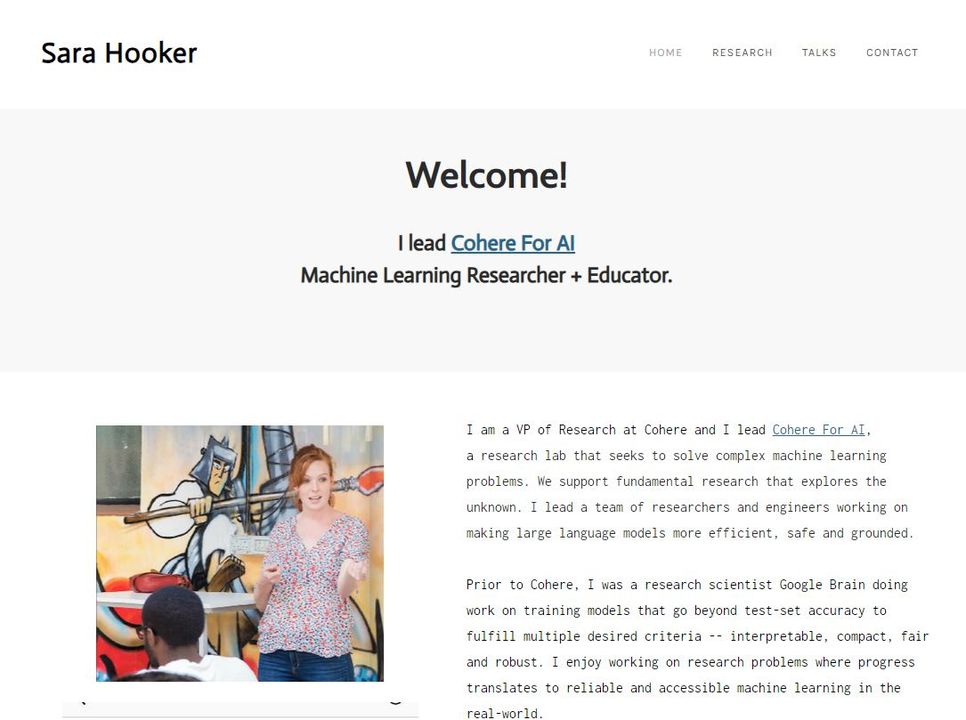 Sara Hooker
HOME RESEARCH TALKS CONTACT
Welcome!
I lead Cohere For AI
Machine Learning Researcher + Educator.
I am a VP of Research at Cohere and I lead Cohere For AI,
a research lab that seeks to solve complex machine learning
problems. We support fundamental research that explores the
unknown. I lead a team of researchers and engineers working on
making large language models more efficient, safe and grounded.
Prior to Cohere, I was a research scientist Google Brain doing
work on training models that go beyond test-set accuracy to
fulfill multiple desired criteria -- interpretable, compact, fair
and robust. I enjoy working on research problems where progress
translates to reliable and accessible machine learning in the
real-world.